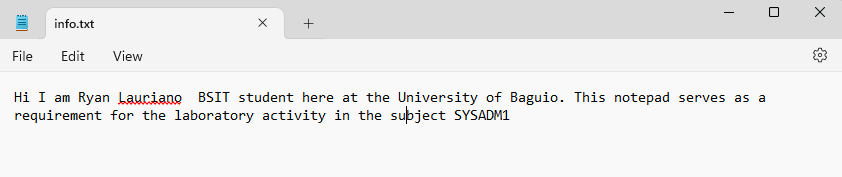 info.txt
File Edit View
Hi I am Ryan Lauriano  BSIT student here at the University of Baguio. This notepad serves as a
requirement for the laboratory activity in the subject SYSADM1